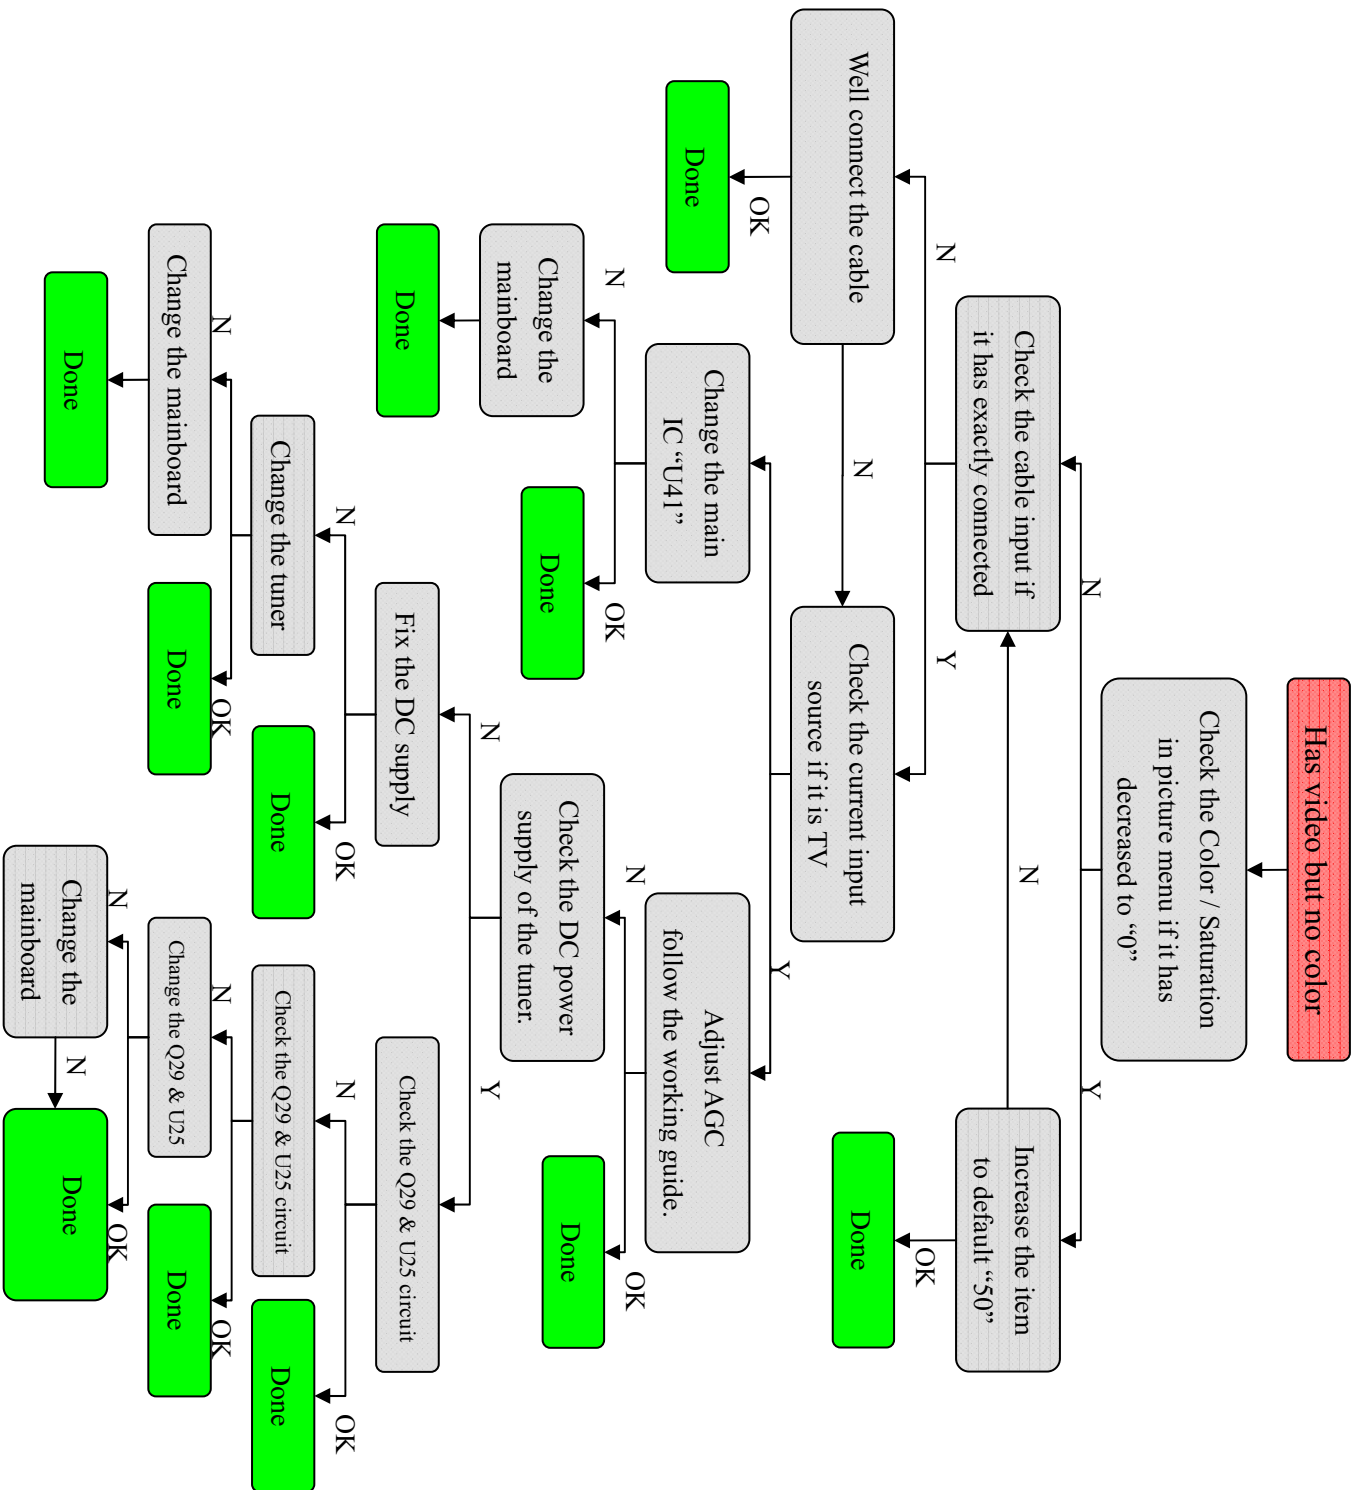 Has video but no color
Check the Color / Saturation
in picture menu if it has
decreased to “0”
N
Y
Check the cable input if
it has exactly connected
N
Increase the item
to default “50”
N
Y
OK
Well connect the cable
N
Check the current input
source if it is TV
Done
OK
Done
Y
Change the main
IC “U41”
Adjust AGC
follow the working guide.
N
OK
N
OK
Change the
mainboard
Done
Check the DC power
supply of the tuner.
Done
N
Y
Done
Fix the DC supply
Check the Q29 & U25 circuit
N
OK
N
OK
Change the tuner
Done
Check the Q29 & U25 circuit
Done
N
OK
N
OK
Change the mainboard
Done
Change the Q29 & U25
Done
N
OK
Done
Change the
mainboard
N
Done